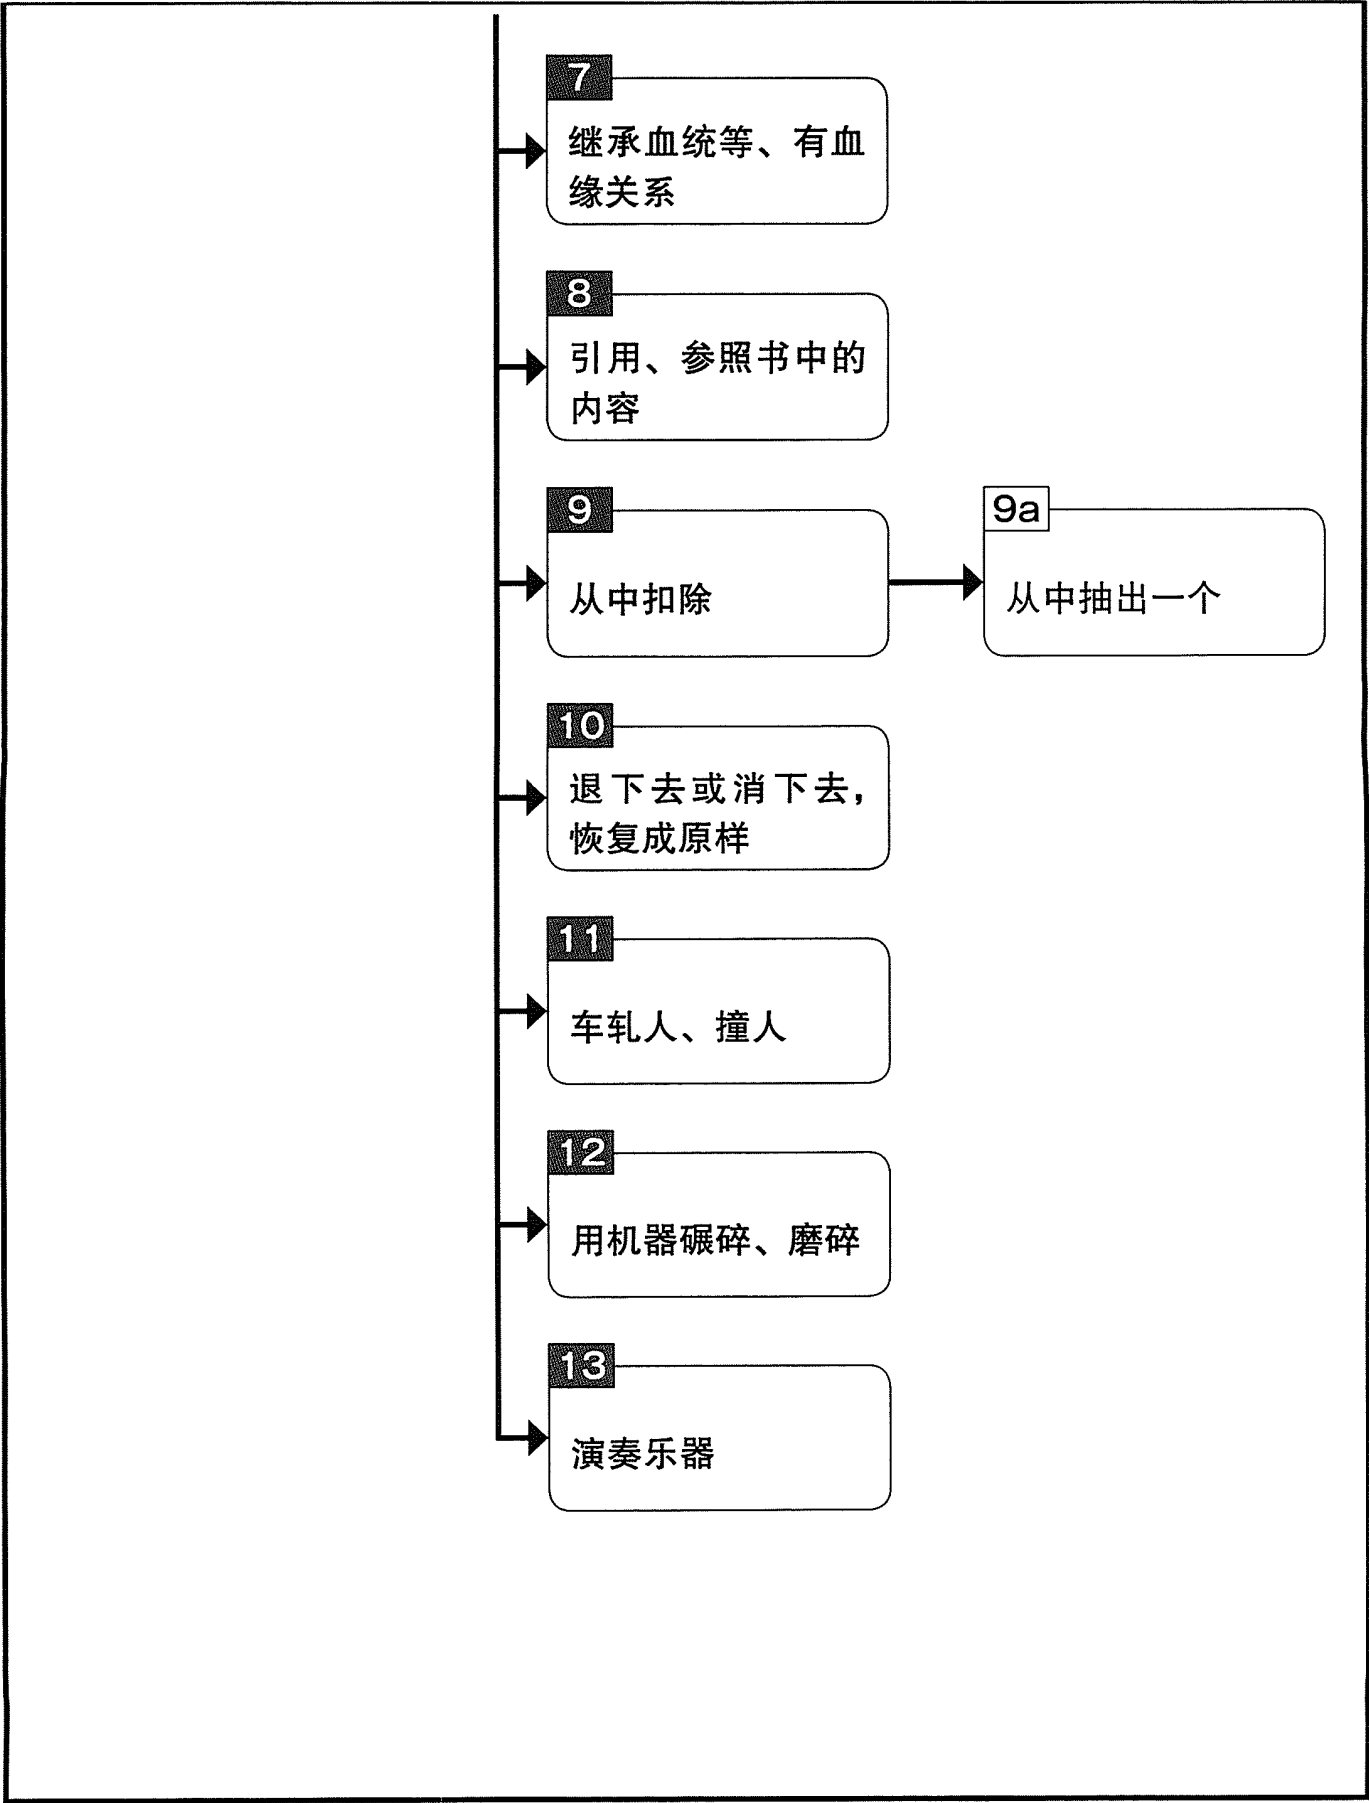 7
继承血统等、有血
缘关系
8
引用、参照书中的
内容
9
从中扣除
9a
从中抽出一个
10
退下去或消下去，
恢复成原样
11
车轧人、撞人
12
用机器碾碎、磨碎
13
演奏乐器